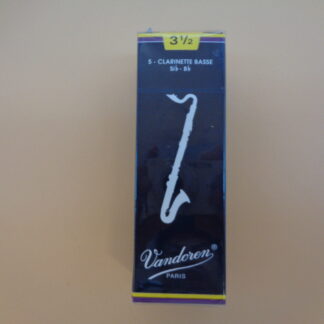 3 ½
5 - CLARINETTE BASSE
Sib - Bb
Vandoren®
PARIS